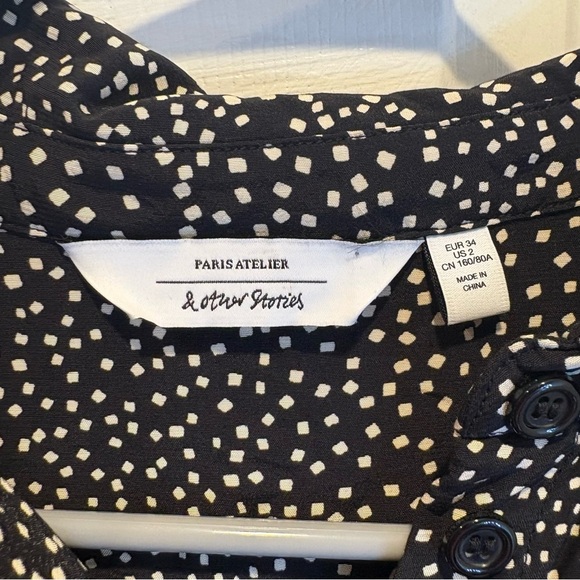 PARIS ATELIER
& other Stories
EUR 34
US 2
CN 160/80A
MADE IN
CHINA